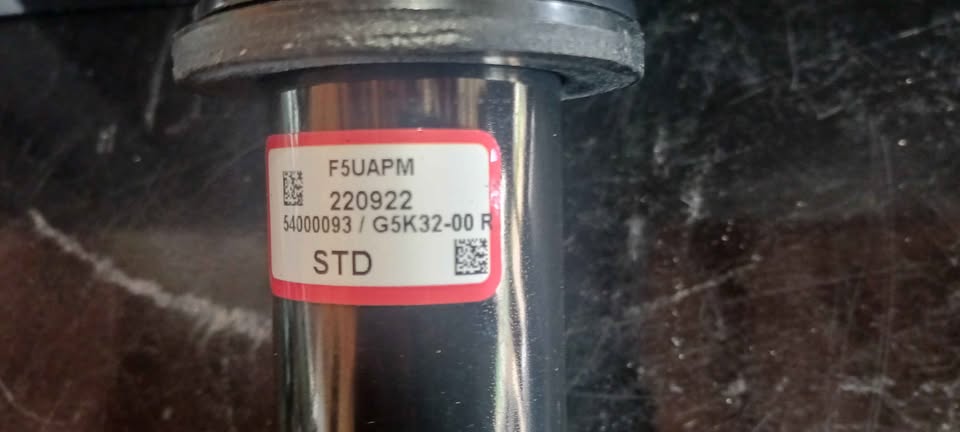 F5UAPM
220922
54000093 / G5K32-00 R
STD